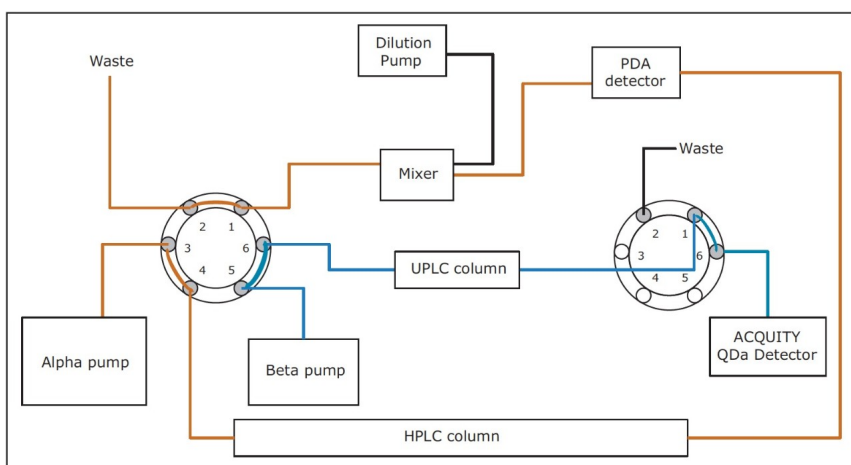 Dilution
Pump
Waste
PDA
detector
Mixer
Waste
2
1
3
6
4
5
2
1
3
6
4
5
UPLC column
Alpha pump
Beta pump
ACQUITY
QDa Detector
HPLC column